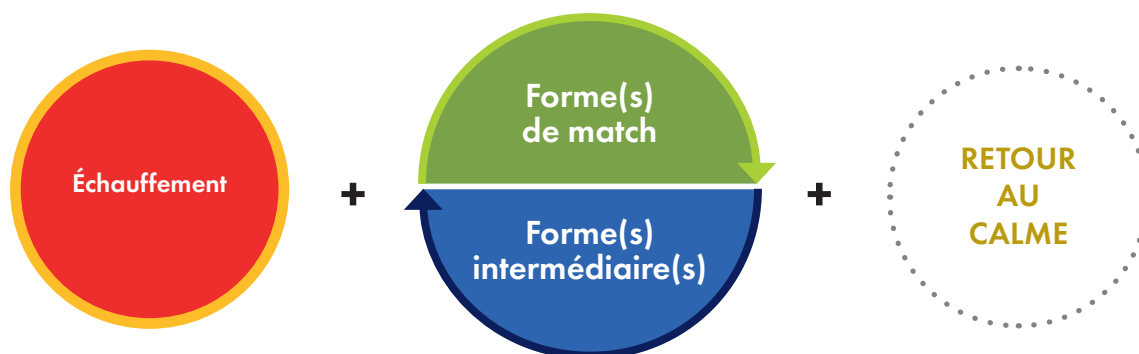 Échauffement
+
Forme(s)
de match
Forme(s)
intermédiaire(s)
+
RETOUR
AU
CALME